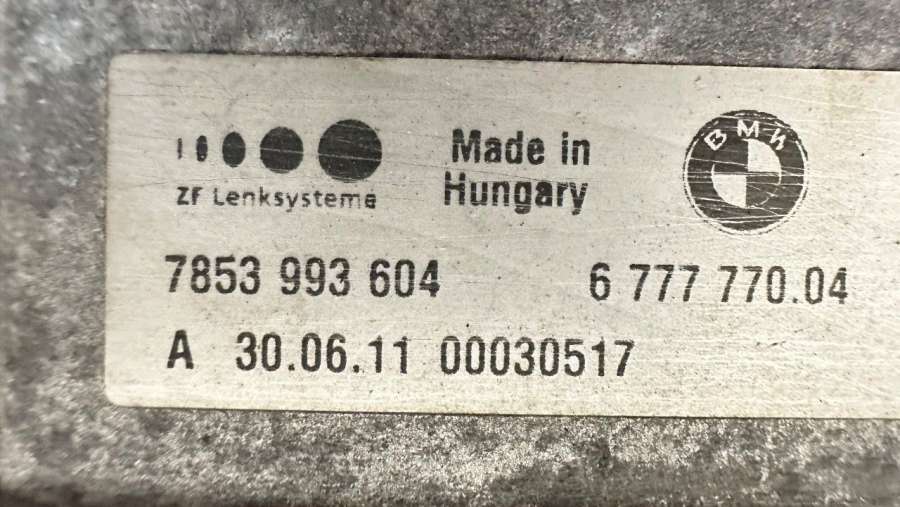 Made in
Hungary
BMW
ZF Lenksysteme
7853 993 604
6 777 770.04
A 30.06.11 00030517